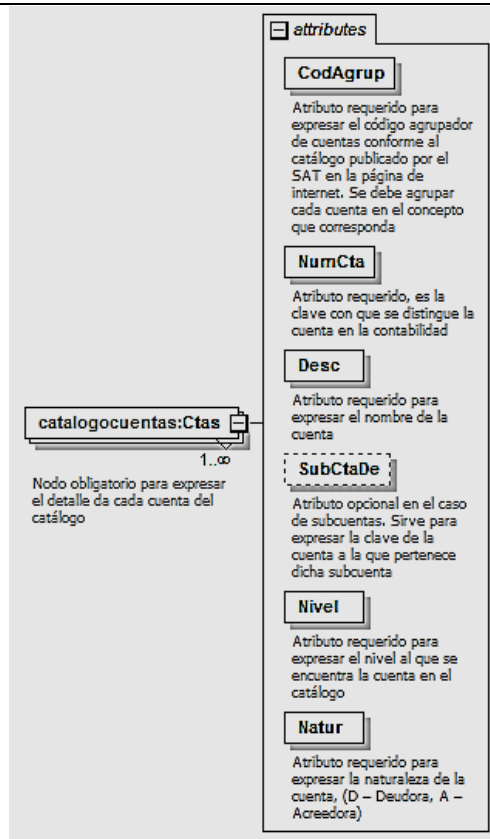 attributes
CodAgrup
Atributo requerido para
expresar el código agrupador
de cuentas conforme al
catálogo publicado por el
SAT en la página de
internet. Se debe agrupar
cada cuenta en el concepto
que corresponda
NumCta
Atributo requerido, es la
clave con que se distingue la
cuenta en la contabilidad
Desc
Atributo requerido para
expresar el nombre de la
cuenta
catalogocuentas:Ctas
1..∞
Nodo obligatorio para expresar
el detalle da cada cuenta del
catálogo
SubCtaDe
Atributo opcional en el caso
de subcuentas. Sirve para
expresar la clave de la
cuenta a la que pertenece
dicha subcuenta
Nivel
Atributo requerido para
expresar el nivel al que se
encuentra la cuenta en el
catálogo
Natur
Atributo requerido para
expresar la naturaleza de la
cuenta, (D – Deudora, A –
Acreedora)